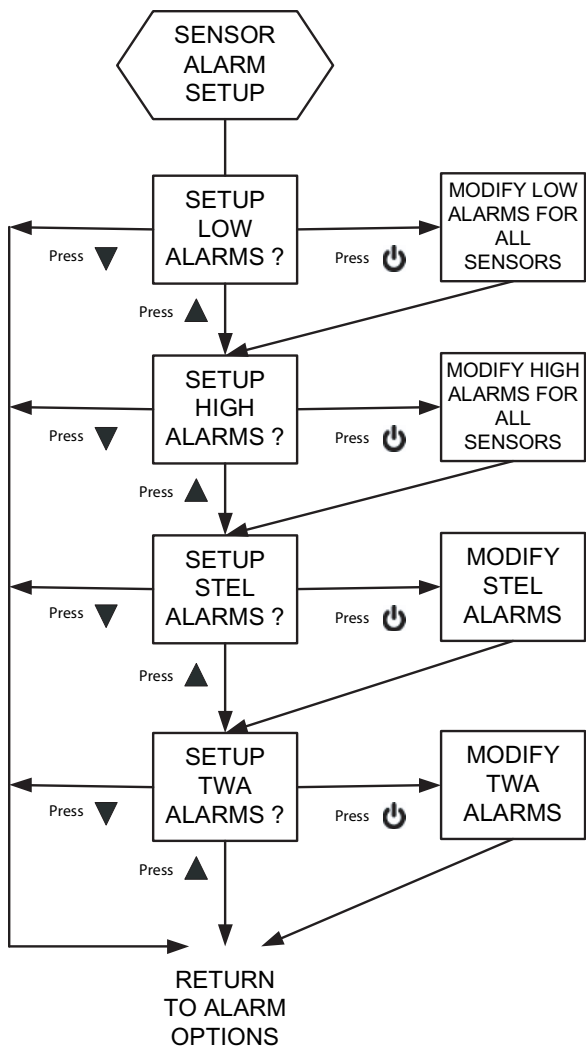 SENSOR
ALARM
SETUP
SETUP
LOW
ALARMS ?
MODIFY LOW
ALARMS FOR
ALL
SENSORS
Press
Press
Press
SETUP
HIGH
ALARMS ?
MODIFY HIGH
ALARMS FOR
ALL
SENSORS
Press
Press
Press
SETUP
STEL
ALARMS ?
MODIFY
STEL
ALARMS
Press
Press
Press
SETUP
TWA
ALARMS ?
MODIFY
TWA
ALARMS
Press
Press
Press
RETURN
TO ALARM
OPTIONS